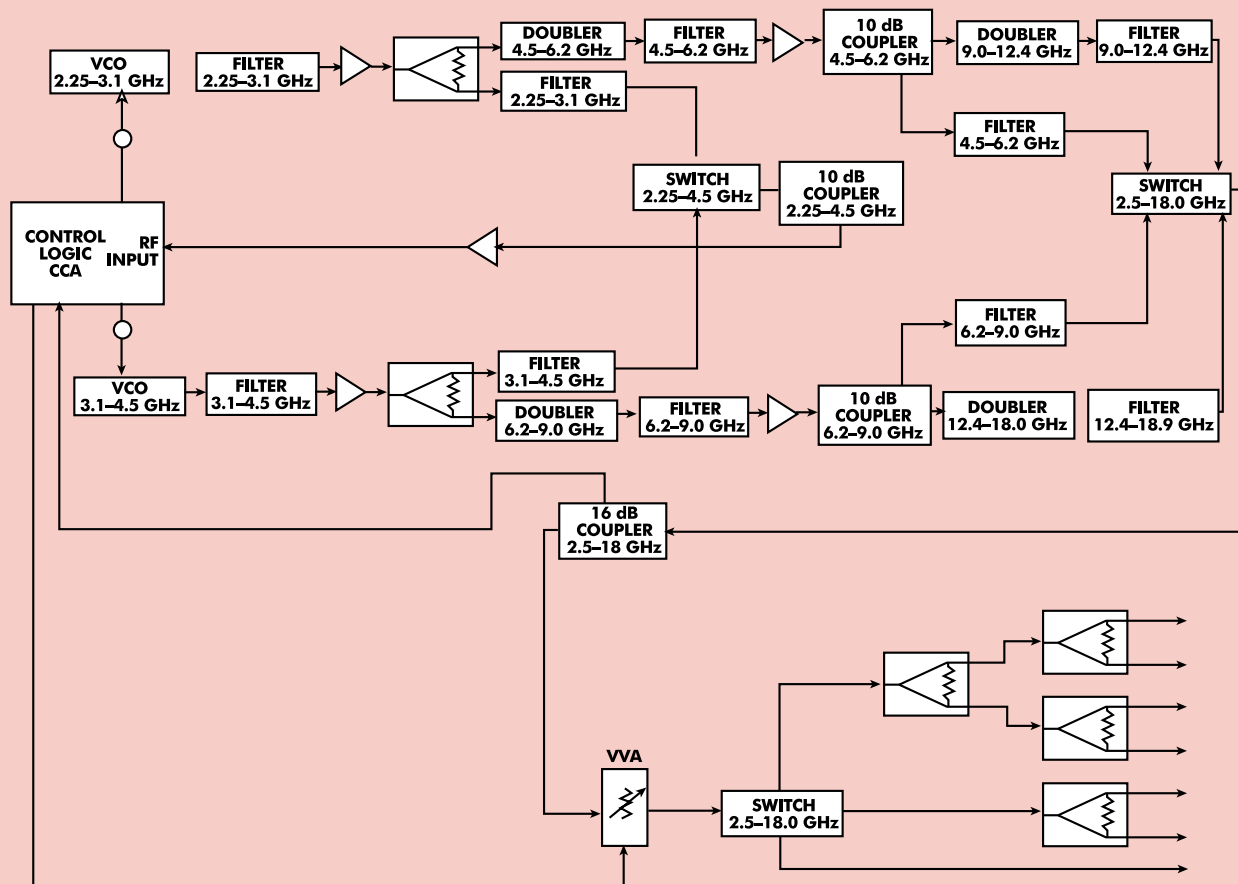 VCO
2.25–3.1 GHz
FILTER
2.25–3.1 GHz
DOUBLER
4.5–6.2 GHz
FILTER
4.5–6.2 GHz
10 dB
COUPLER
4.5–6.2 GHz
DOUBLER
9.0–12.4 GHz
FILTER
9.0–12.4 GHz
FILTER
2.25–3.1 GHz
FILTER
4.5–6.2 GHz
SWITCH
2.25–4.5 GHz
10 dB
COUPLER
2.25–4.5 GHz
SWITCH
2.5–18.0 GHz
CONTROL
LOGIC
CCA
RF
INPUT
FILTER
6.2–9.0 GHz
VCO
3.1–4.5 GHz
FILTER
3.1–4.5 GHz
FILTER
3.1–4.5 GHz
DOUBLER
6.2–9.0 GHz
FILTER
6.2–9.0 GHz
10 dB
COUPLER
6.2–9.0 GHz
DOUBLER
12.4–18.0 GHz
FILTER
12.4–18.9 GHz
16 dB
COUPLER
2.5–18 GHz
VVA
SWITCH
2.5–18.0 GHz